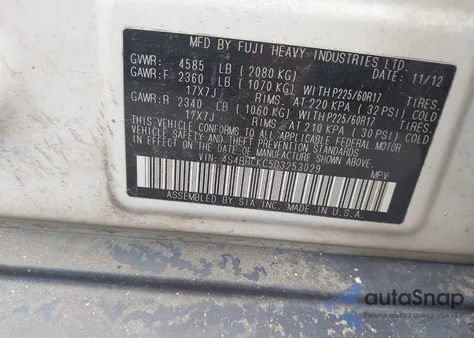 MFD BY FUJI HEAVY INDUSTRIES LTD.
GVWR: 4585 LB (2080 KG) DATE: 11/12
GAWR:F 2360 LB (1070 KG) WITH P225/60R17 TIRES,
17X7J RIMS, AT 220 KPA (32 PSI) COLD
GAWR:R 2340 LB (1060 KG) WITH P225/60R17 TIRES,
17X7J RIMS, AT 210 KPA (30 PSI) COLD
THIS VEHICLE CONFORMS TO ALL APPLICABLE FEDERAL MOTOR
VEHICLE SAFETY AND THEFT PREVENTION STANDARDS
IN EFFECT ON THE DATE OF MANUFACTURE SHOWN ABOVE
VIN: 4S4BRCKC5D3253029 MPV
ASSEMBLED BY SIA INC. MADE IN U.S.A.
autoSnap
Pewne auto z USA i EU